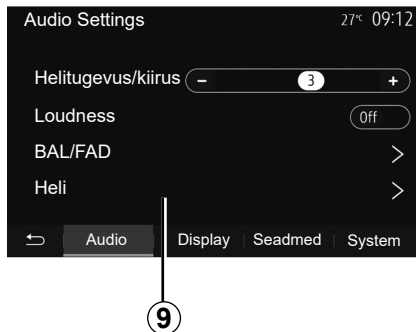 Audio Settings 27°C 09:12
Helitugevus/kiirus - 3 +
Loudness Off
BAL/FAD >
Heli >
Audio Display Seadmed System
9